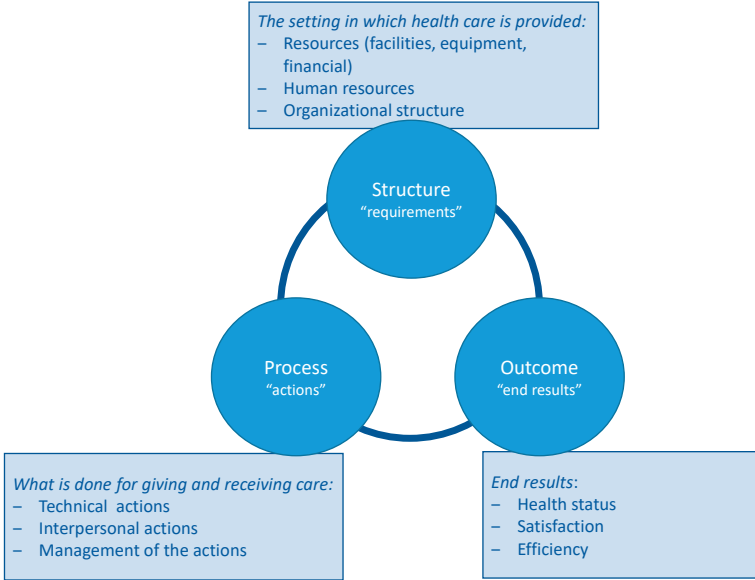 The setting in which health care is provided:
– Resources (facilities, equipment,
financial)
– Human resources
– Organizational structure
Structure
“requirements”
Process
“actions”
Outcome
“end results”
What is done for giving and receiving care:
– Technical actions
– Interpersonal actions
– Management of the actions
End results:
– Health status
– Satisfaction
– Efficiency